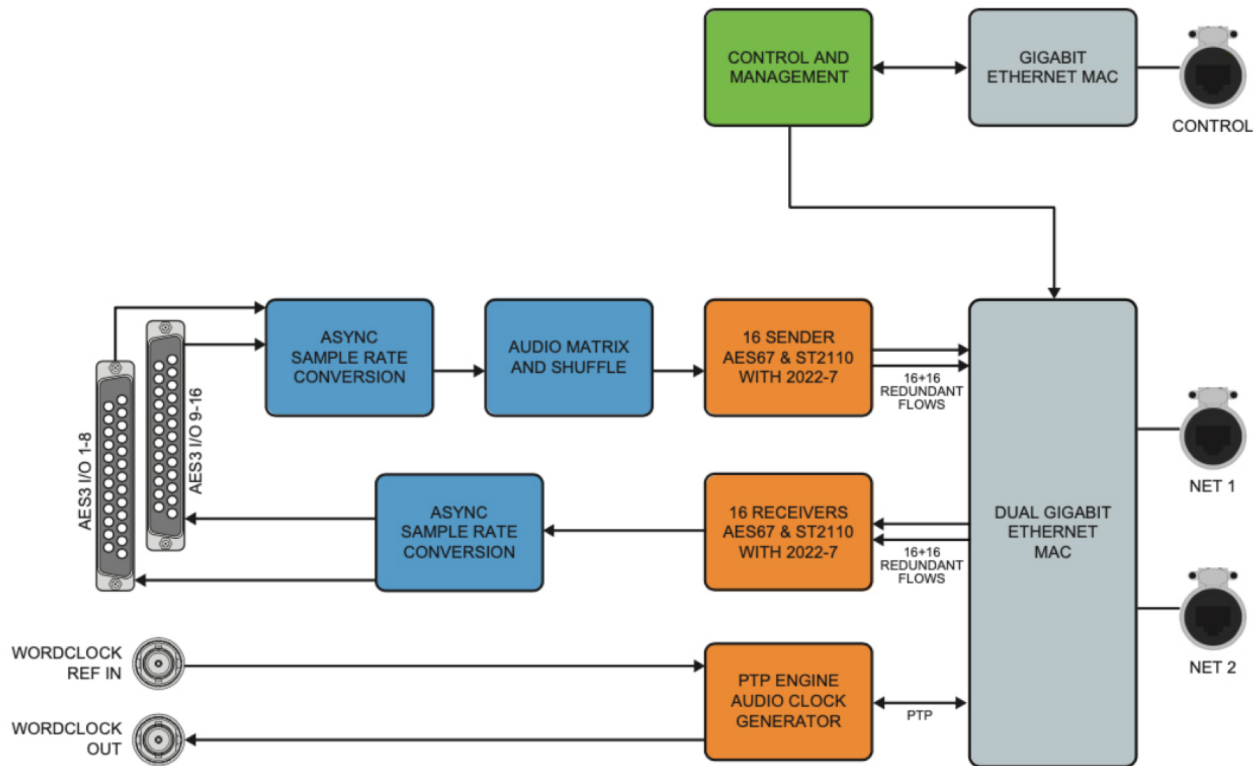 CONTROL AND
MANAGEMENT
GIGABIT
ETHERNET MAC
CONTROL
AES3 I/O 1-8
AES3 I/O 9-16
ASYNC
SAMPLE RATE
CONVERSION
AUDIO MATRIX
AND SHUFFLE
16 SENDER
AES67 & ST2110
WITH 2022-7
16+16
REDUNDANT
FLOWS
ASYNC
SAMPLE RATE
CONVERSION
16 RECEIVERS
AES67 & ST2110
WITH 2022-7
16+16
REDUNDANT
FLOWS
DUAL GIGABIT
ETHERNET
MAC
NET 1
NET 2
WORDCLOCK
REF IN
WORDCLOCK
OUT
PTP ENGINE
AUDIO CLOCK
GENERATOR
PTP